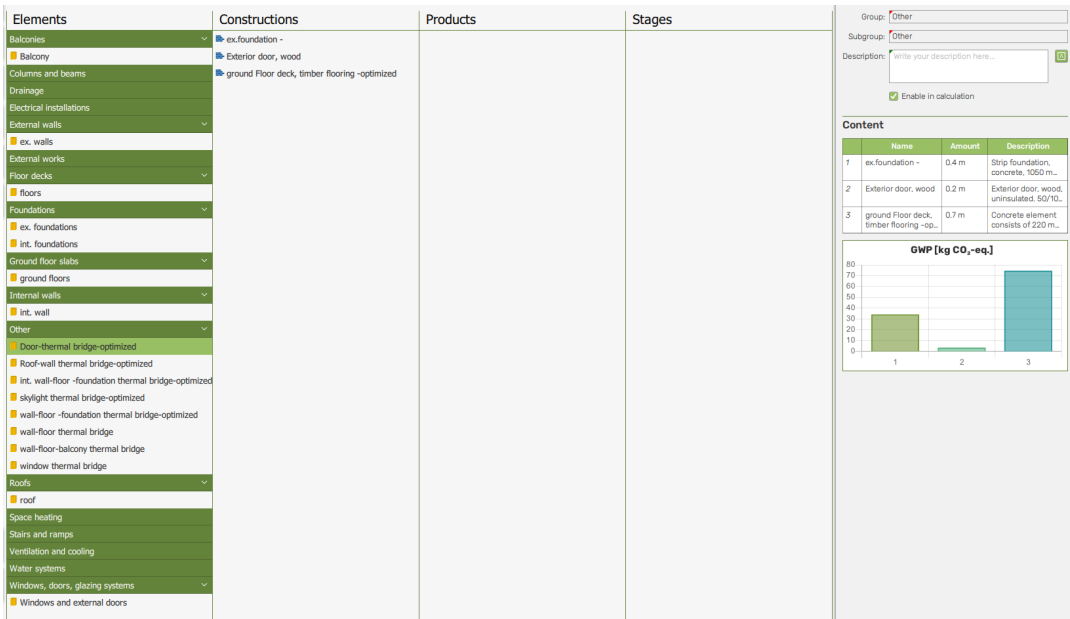 Elements
Constructions
Products
Stages
Balconies
Balcony
Columns and beams
Drainage
Electrical installations
External walls
ex. walls
External works
Floor decks
floors
Foundations
ex. foundations
int. foundations
Ground floor slabs
ground floors
Internal walls
int. wall
Other
Door-thermal bridge-optimized
Roof-wall thermal bridge-optimized
int. wall-floor -foundation thermal bridge-optimized
skylight thermal bridge-optimized
wall-floor -foundation thermal bridge-optimized
wall-floor thermal bridge
wall-floor-balcony thermal bridge
window thermal bridge
Roofs
roof
Space heating
Stairs and ramps
Ventilation and cooling
Water systems
Windows, doors, glazing systems
Windows and external doors
ex.foundation -
Exterior door, wood
ground Floor deck, timber flooring -optimized
Group: Other
Subgroup: Other
Description: Write your description here...
Enable in calculation
Content
Name Amount Description
1 ex.foundation - 0.4 m Strip foundation,
concrete, 1050 m...
2 Exterior door, wood 0.2 m Exterior door, wood,
uninsulated. 50/10...
3 ground Floor deck, 0.7 m Concrete element
timber flooring -op... consists of 220 m...
GWP [kg CO₂-eq.]
80
70
60
50
40
30
20
10
0
1 2 3